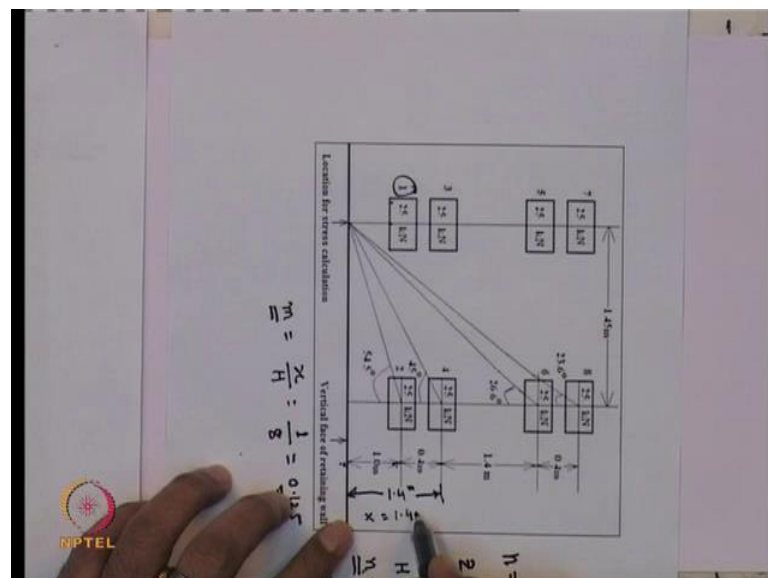 7
5
3
1
25 kN
25 kN
25 kN
25 kN
1.45m
8
6
4
2
25 kN
25 kN
25 kN
25 kN
23.6°
26.6°
45°
54.5°
0.4m
1.4 m
0.4m
1.0m
Location for stress calculation
Vertical face of retaining wall
x = 1.4
m = x/H = 1/8 = 0.125
n =
z
H
n
NPTEL